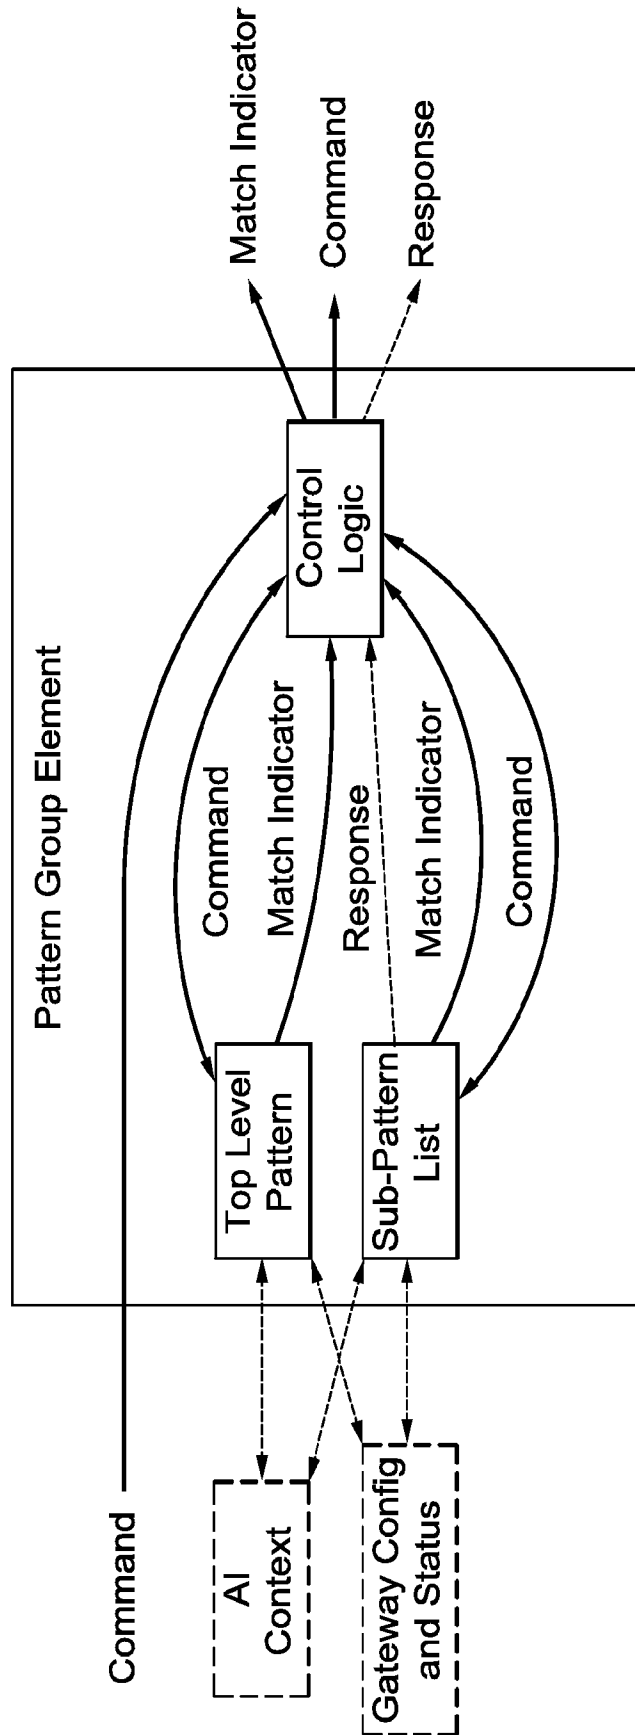 Pattern Group Element
Command
AI
Context
Gateway Config
and Status
Top Level
Pattern
Sub-Pattern
List
Command
Match Indicator
Response
Match Indicator
Command
Control
Logic
Match Indicator
Command
Response